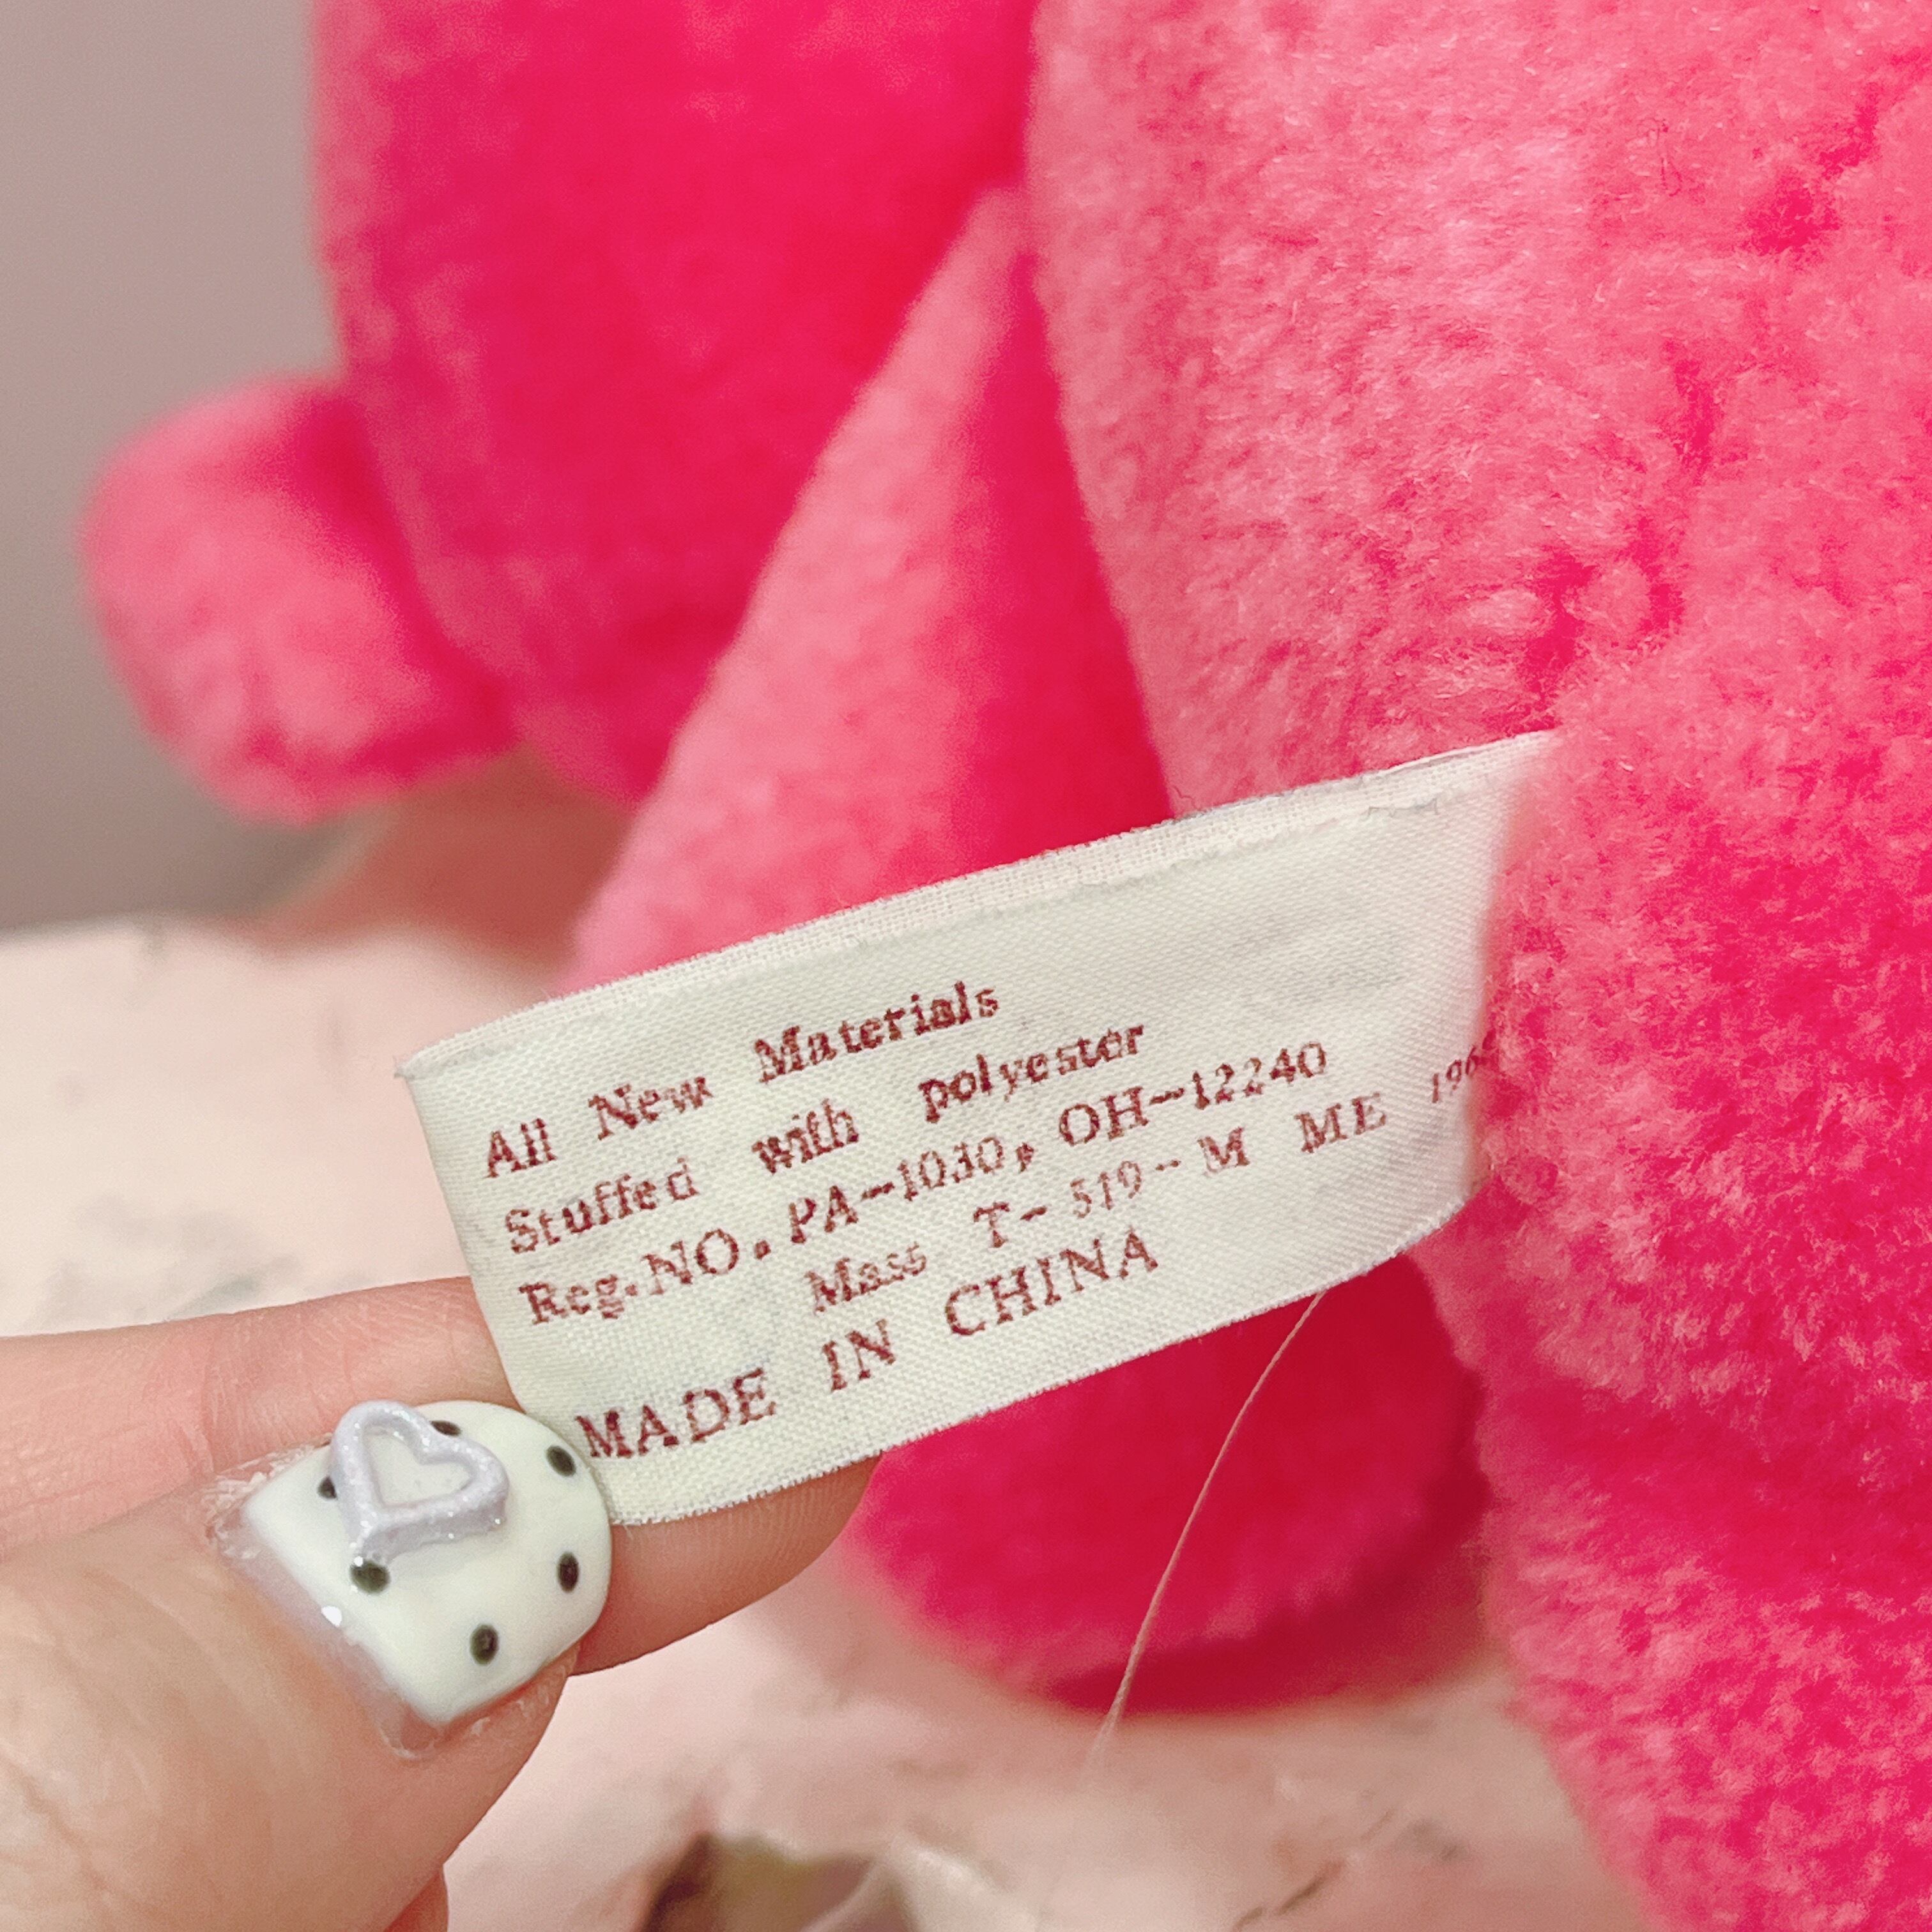 All New Materials
Stuffed with polyester
Reg.NO.PA-1030, OH-12240
Mass T-519-M ME
MADE IN CHINA